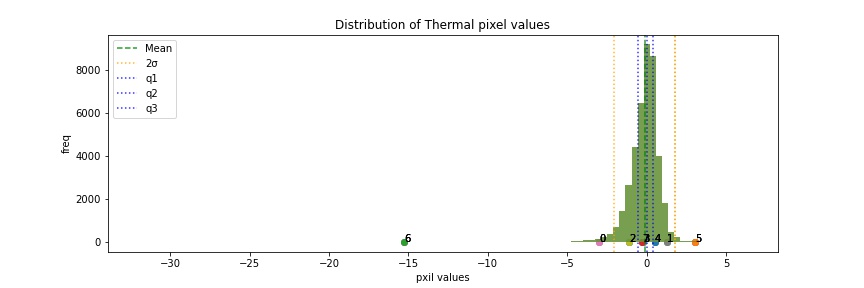 Distribution of Thermal pixel values
Mean
2σ
q1
q2
q3
freq
8000
6000
4000
2000
0
6 0 2 4 1 5
−30 −25 −20 −15 −10 −5 0 5
pxil values